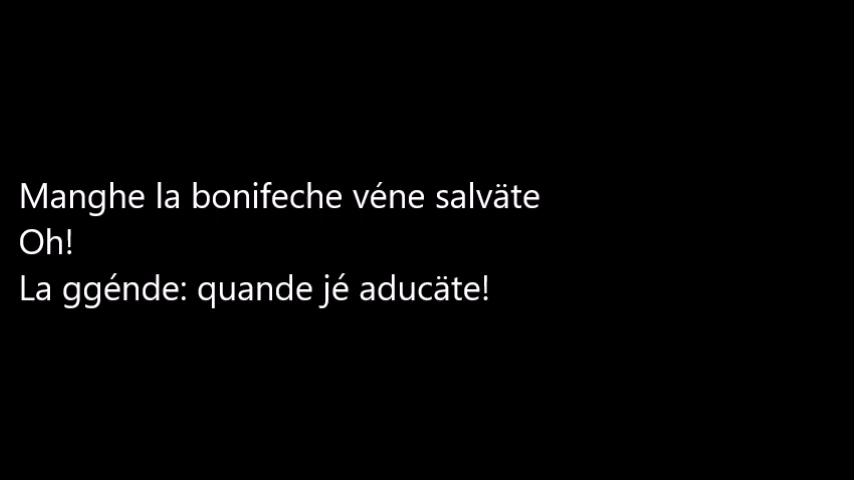 Manghe la bonifeche véne salväte
Oh!
La ggénde: quande jé aducäte!